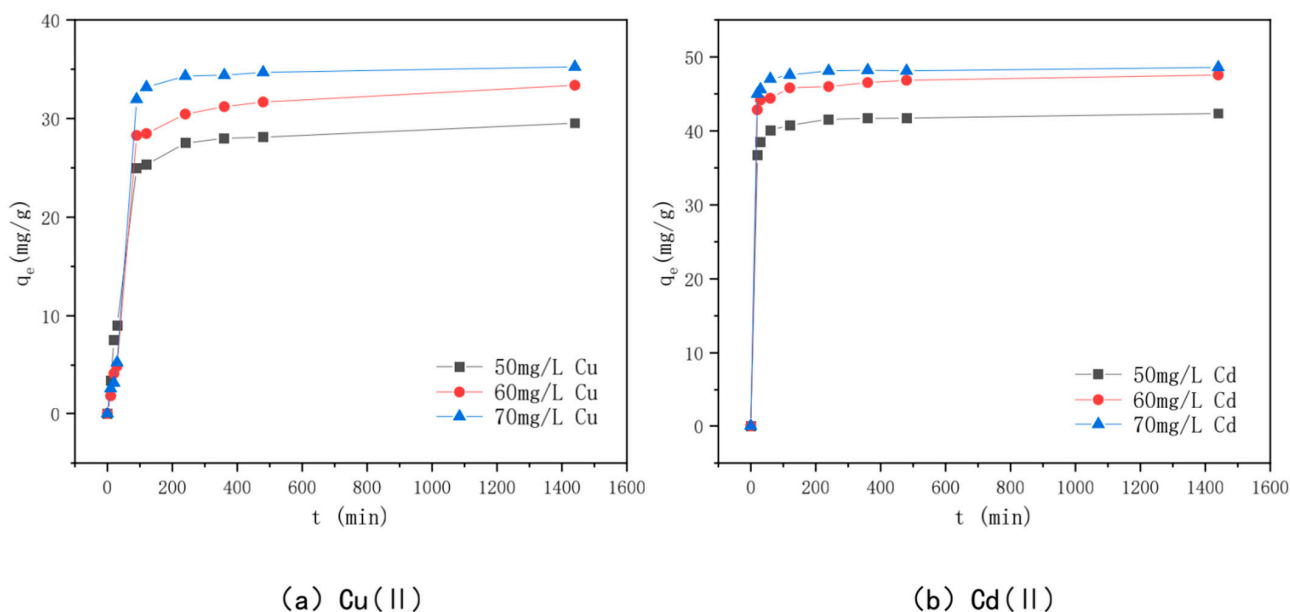 40
30
20
10
0
q_e (mg/g)
0 200 400 600 800 1000 1200 1400 1600
t (min)
50mg/L Cu
60mg/L Cu
70mg/L Cu
(a) Cu(II)
50
40
30
20
10
0
q_e (mg/g)
0 200 400 600 800 1000 1200 1400 1600
t (min)
50mg/L Cd
60mg/L Cd
70mg/L Cd
(b) Cd(II)